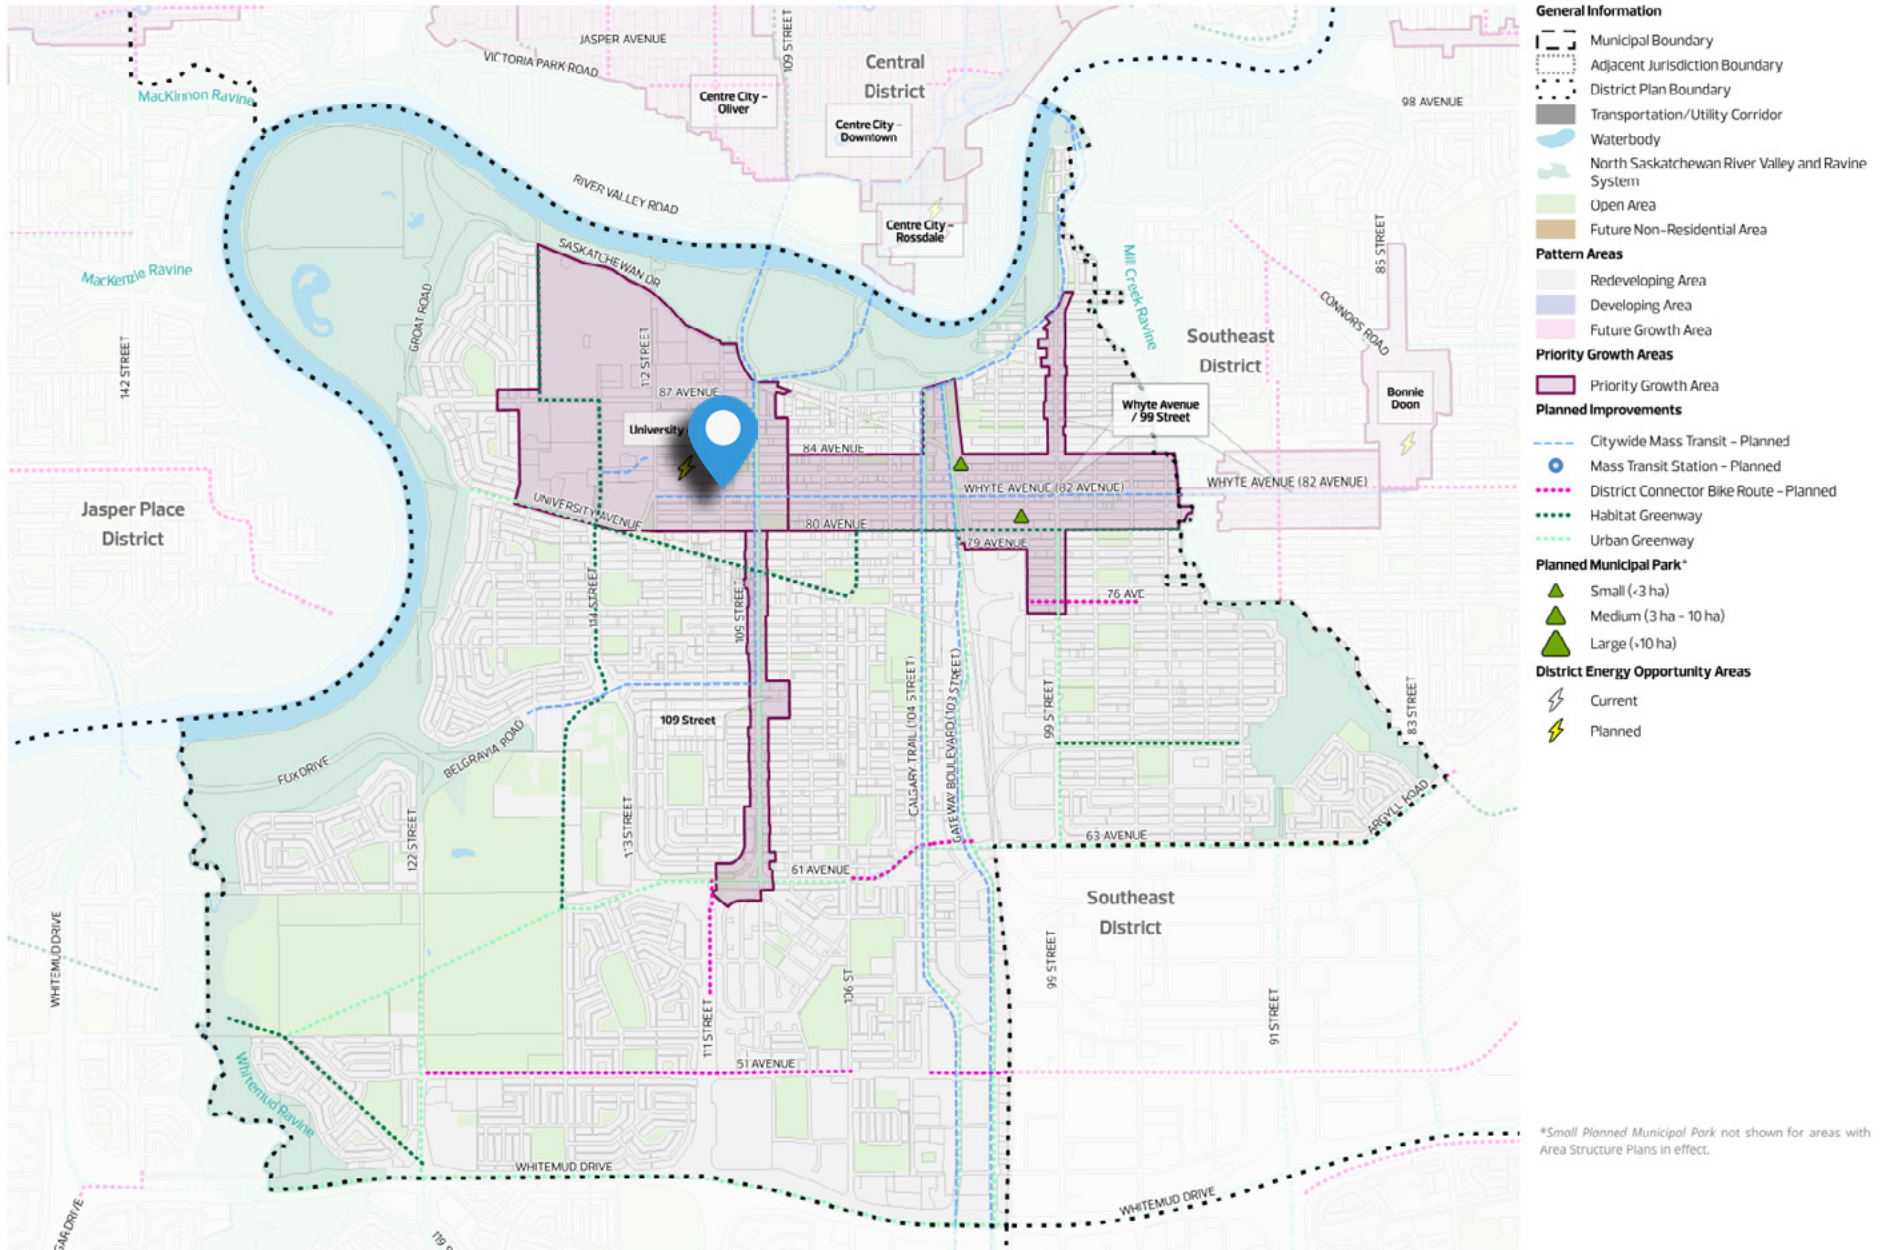 JASPER AVENUE
VICTORIA PARK ROAD
109 STREET
Central
District
MacKinnon Ravine
Centre City –
Oliver
Centre City –
Downtown
98 AVENUE
RIVER VALLEY ROAD
Centre City –
Rossdale
85 STREET
SASKATCHEWAN DR
MacKenzie Ravine
Mill Creek Ravine
GROAT ROAD
CONNORS ROAD
142 STREET
112 STREET
Southeast
District
87 AVENUE
Bonnie
Doon
Whyte Avenue
/ 99 Street
University
84 AVENUE
WHYTE AVENUE (82 AVENUE)
WHYTE AVENUE (82 AVENUE)
UNIVERSITY AVENUE
80 AVENUE
79 AVENUE
Jasper Place
District
114 STREET
109 STREET
76 AVE
CALGARY TRAIL (104 STREET)
GATEWAY BOULEVARD (103 STREET)
99 STREET
83 STREET
109 Street
BELGRAVIA ROAD
FOX DRIVE
122 STREET
113 STREET
ARGYLL ROAD
63 AVENUE
61 AVENUE
Southeast
District
WHITEMUD DRIVE
99 STREET
106 ST
111 STREET
91 STREET
51 AVENUE
Whitemud Ravine
WHITEMUD DRIVE
WHITEMUD DRIVE
General Information
Municipal Boundary
Adjacent Jurisdiction Boundary
District Plan Boundary
Transportation/Utility Corridor
Waterbody
North Saskatchewan River Valley and Ravine
System
Open Area
Future Non-Residential Area
Pattern Areas
Redeveloping Area
Developing Area
Future Growth Area
Priority Growth Areas
Priority Growth Area
Planned Improvements
Citywide Mass Transit - Planned
Mass Transit Station - Planned
District Connector Bike Route - Planned
Habitat Greenway
Urban Greenway
Planned Municipal Park*
Small (<3 ha)
Medium (3 ha - 10 ha)
Large (>10 ha)
District Energy Opportunity Areas
Current
Planned
*Small Planned Municipal Park not shown for areas with
Area Structure Plans in effect.